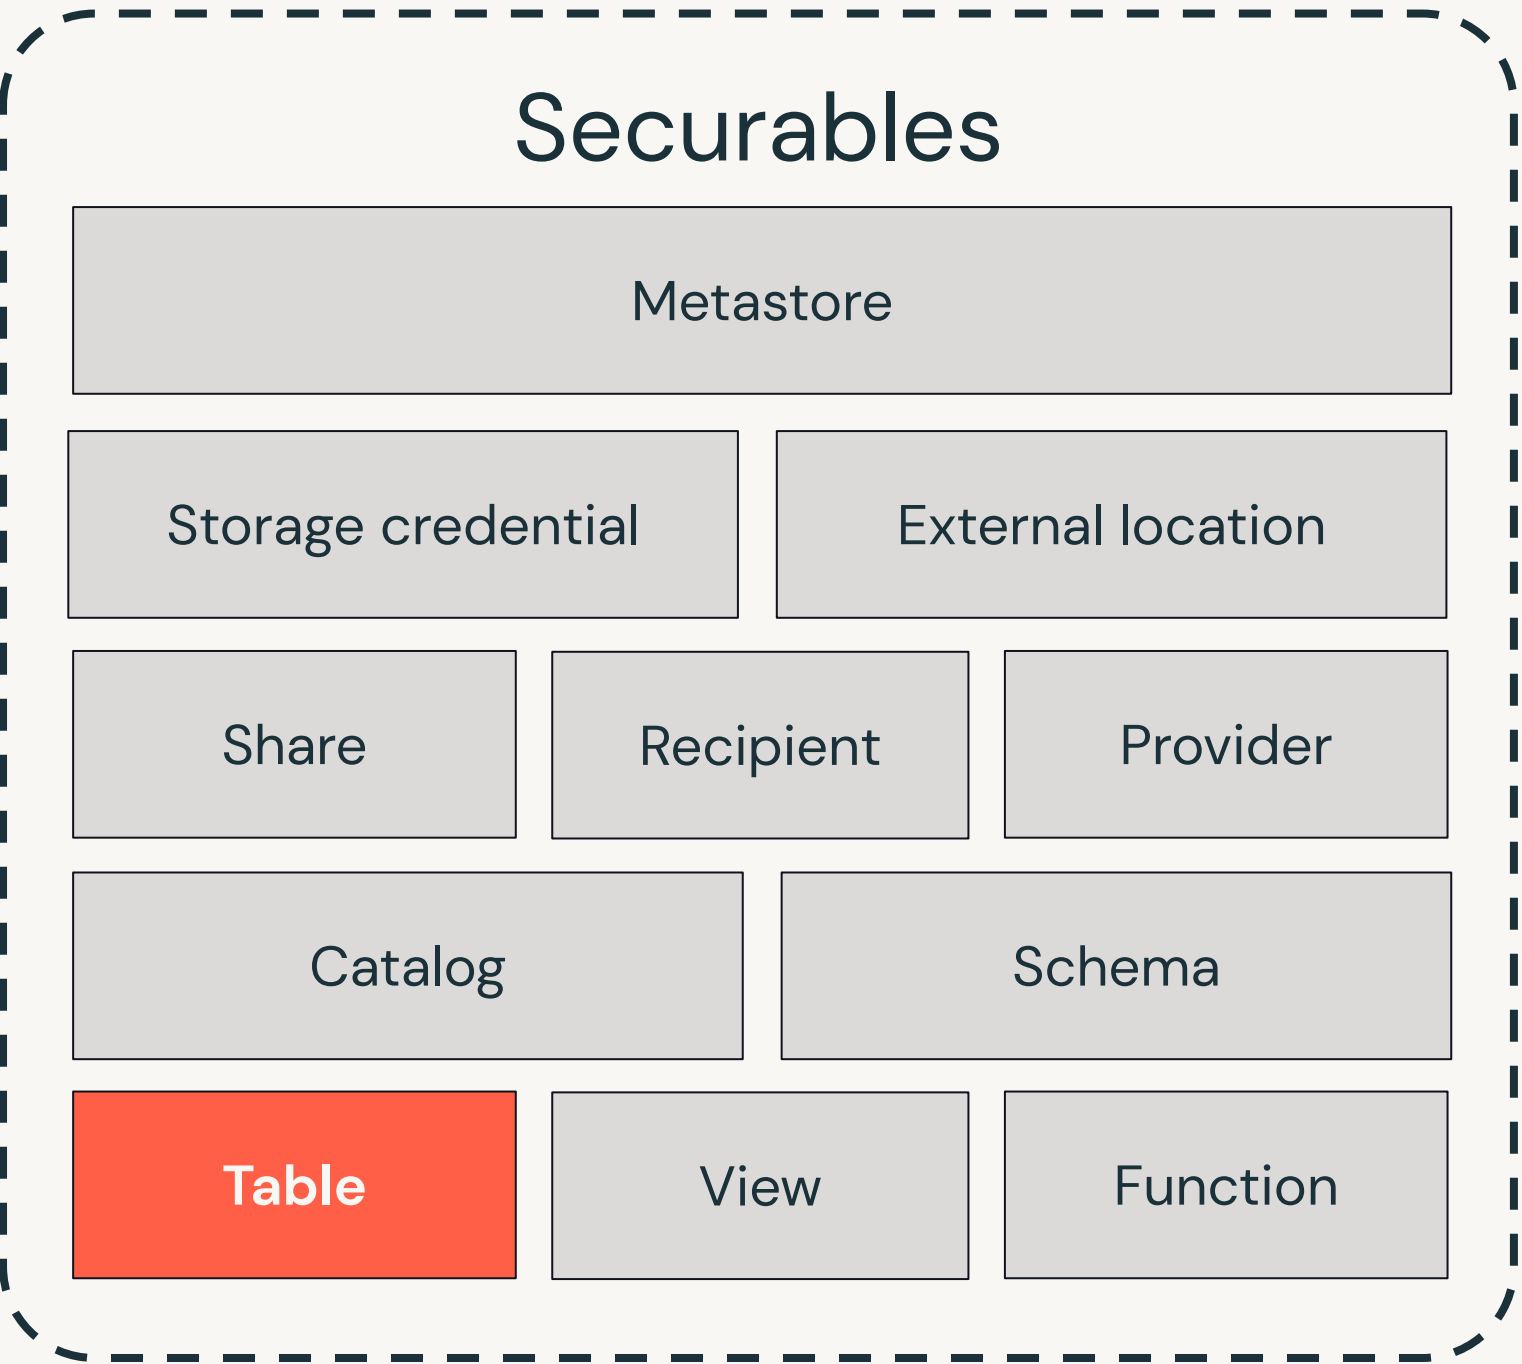 Securables
Metastore
Storage credential
External location
Share
Recipient
Provider
Catalog
Schema
Table
View
Function